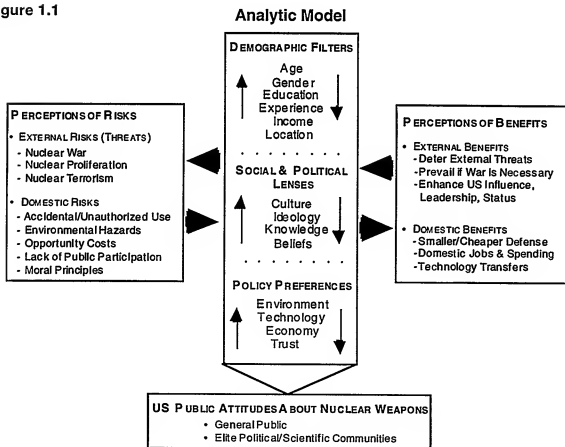 gure 1.1
Analytic Model
DEMOGRAPHIC FILTERS
Age
Gender
Education
Experience
Income
Location
PERCEPTIONS OF RISKS
• EXTERNAL RISKS (THREATS)
- Nuclear War
- Nuclear Proliferation
- Nuclear Terrorism
• DOMESTIC RISKS
- Accidental/Unauthorized Use
- Environmental Hazards
- Opportunity Costs
- Lack of Public Participation
- Moral Principles
SOCIAL & POLITICAL
LENSES
Culture
Ideology
Knowledge
Beliefs
POLICY PREFERENCES
Environment
Technology
Economy
Trust
PERCEPTIONS OF BENEFITS
• EXTERNAL BENEFITS
-Deter External Threats
-Prevail if War Is Necessary
-Enhance US Influence,
Leadership, Status
• DOMESTIC BENEFITS
-Smaller/Cheaper Defense
-Domestic Jobs & Spending
-Technology Transfers
US PUBLIC ATTITUDES ABOUT NUCLEAR WEAPONS
• General Public
• Elite Political/Scientific Communities